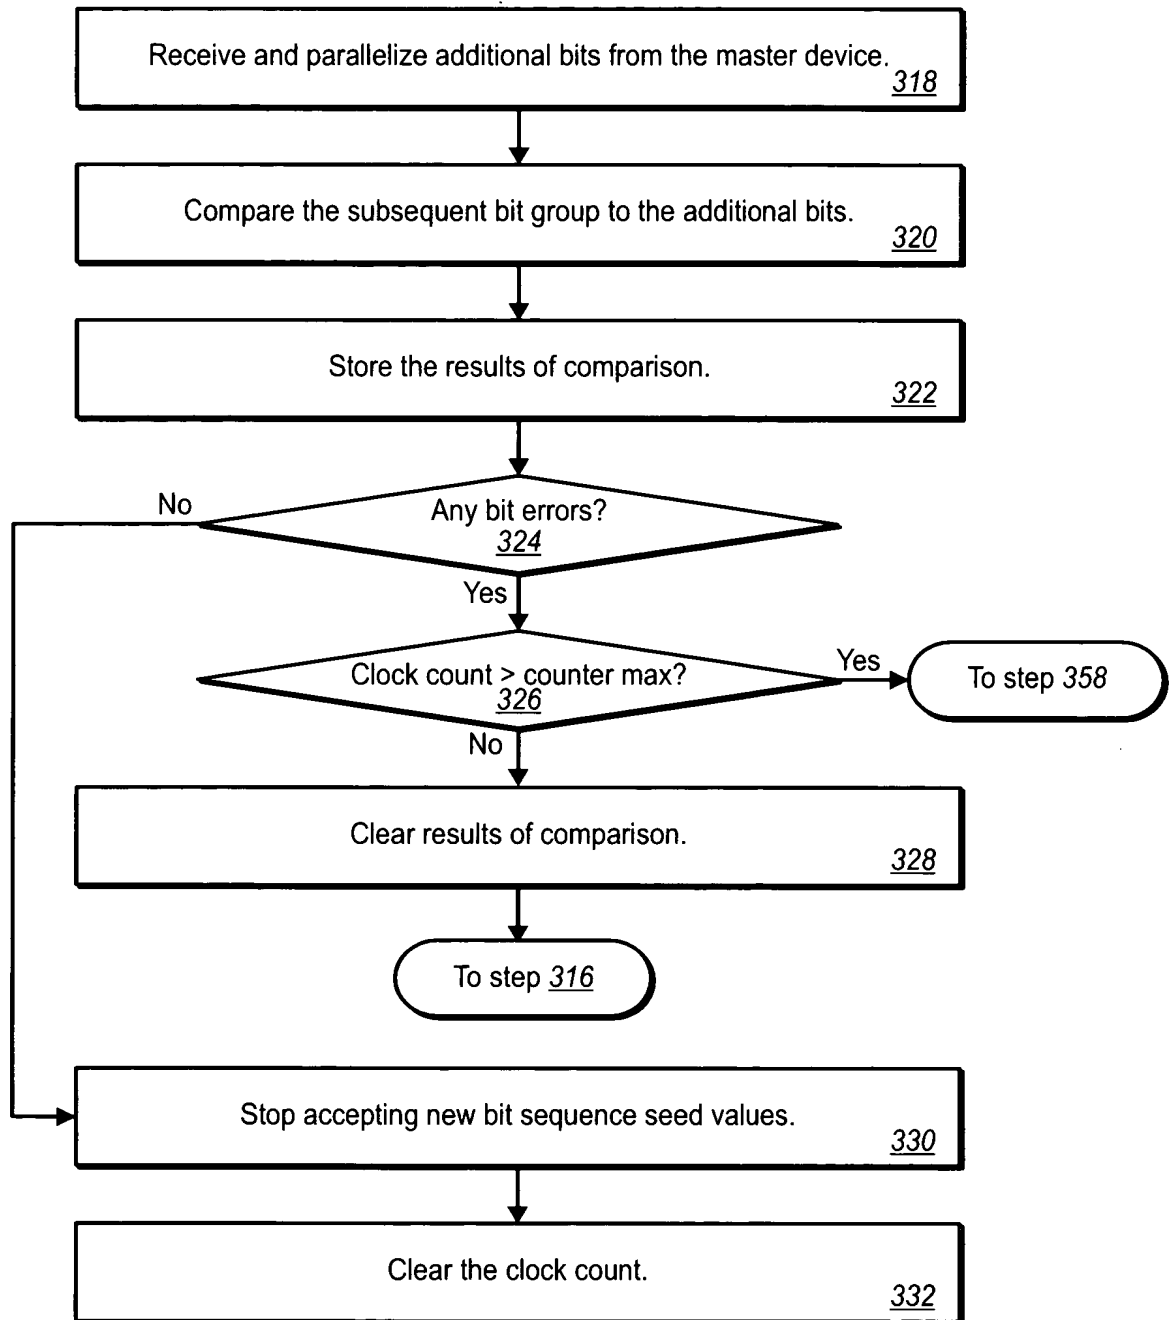 Receive and parallelize additional bits from the master device.
318
Compare the subsequent bit group to the additional bits.
320
Store the results of comparison.
322
No
Any bit errors?
324
Yes
Clock count > counter max?
326
Yes
To step 358
No
Clear results of comparison.
328
To step 316
Stop accepting new bit sequence seed values.
330
Clear the clock count.
332